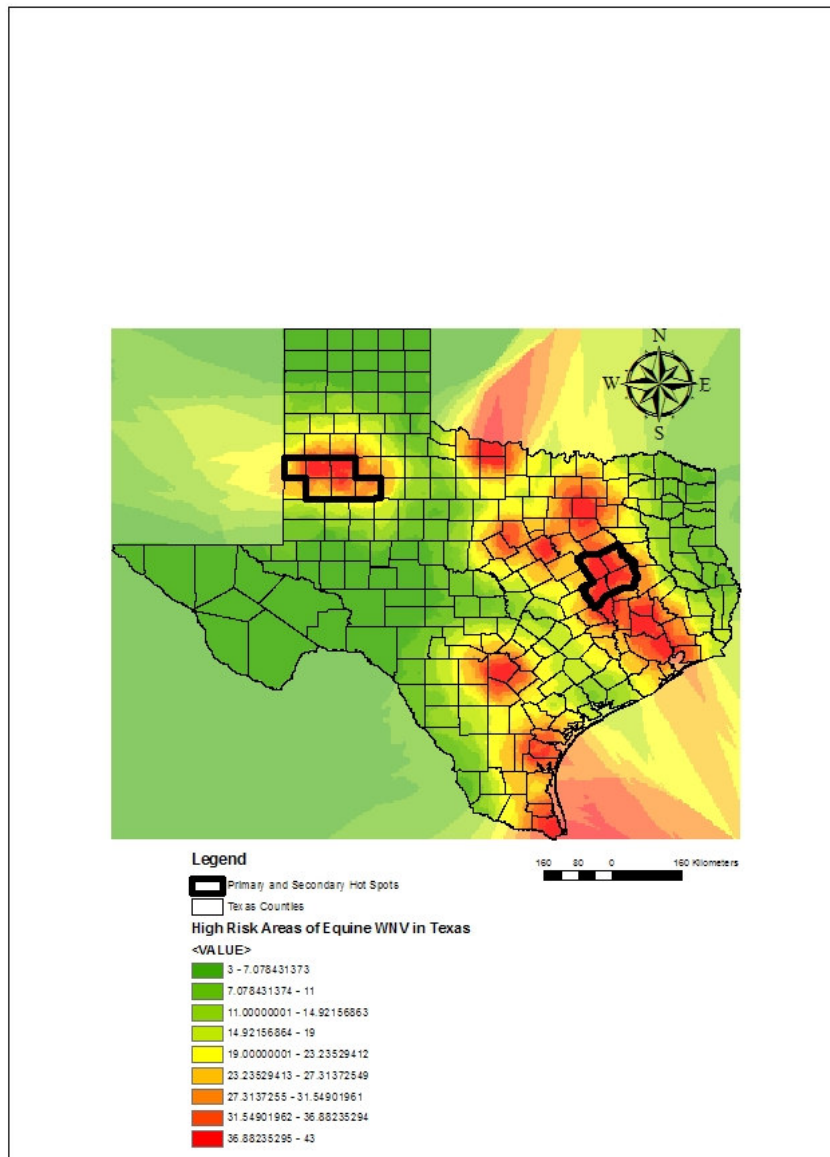 N
W E
S
Legend
160 80 0 160 Kilometers
Primary and Secondary Hot Spots
Texas Counties
High Risk Areas of Equine WNV in Texas
<VALUE>
3 - 7.078431373
7.078431374 - 11
11.00000001 - 14.92156863
14.92156864 - 19
19.00000001 - 23.23529412
23.23529413 - 27.31372549
27.3137255 - 31.54901961
31.54901962 - 36.88235294
36.88235295 - 43